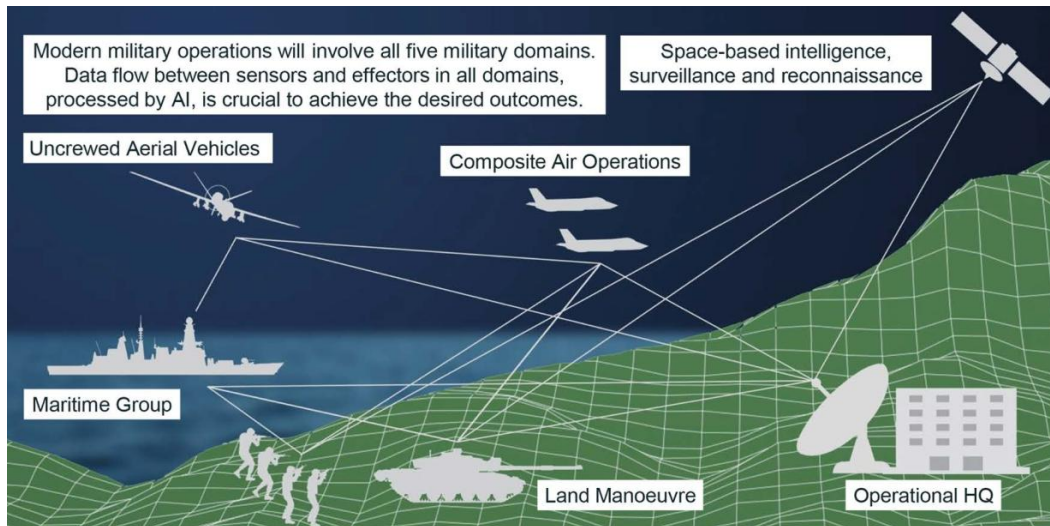 Modern military operations will involve all five military domains.
Data flow between sensors and effectors in all domains,
processed by AI, is crucial to achieve the desired outcomes.
Space-based intelligence,
surveillance and reconnaissance
Uncrewed Aerial Vehicles
Composite Air Operations
Maritime Group
Land Manoeuvre
Operational HQ